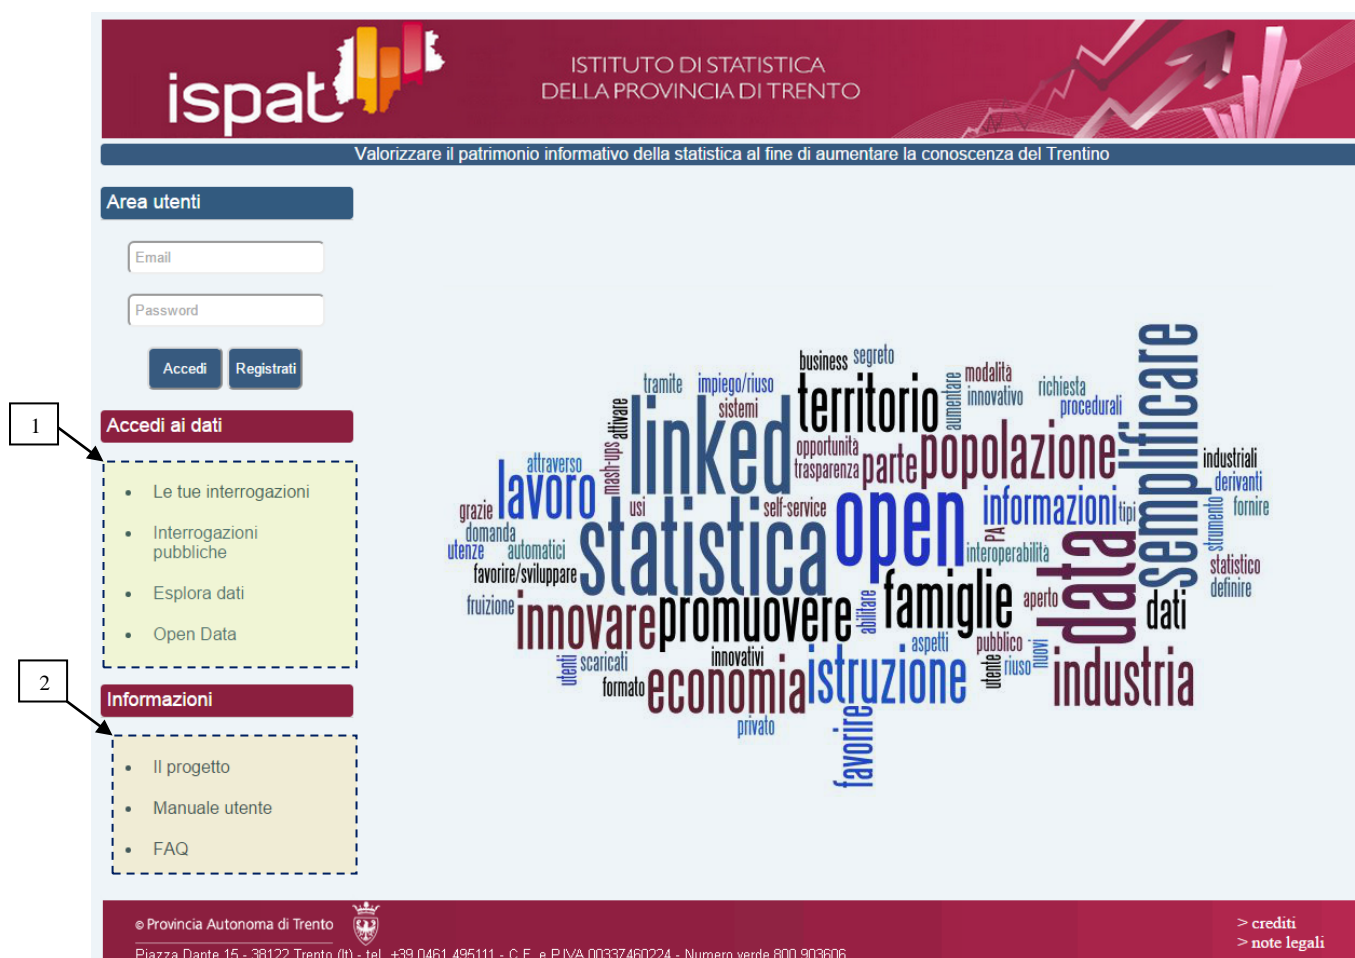 ispat
ISTITUTO DI STATISTICA
DELLA PROVINCIA DI TRENTO
Valorizzare il patrimonio informativo della statistica al fine di aumentare la conoscenza del Trentino
Area utenti
Email
Password
Accedi
Registrati
1
Accedi ai dati
Le tue interrogazioni
Interrogazioni
pubbliche
Esplora dati
Open Data
2
Informazioni
Il progetto
Manuale utente
FAQ
business
segreto
tramite
impiego/riuso
sistemi
attivare
linked
territorio
aumentare
modalità
innovativo
richiesta
procedurali
semplificare
opportunità
trasparenza
parte
popolazione
industriali
derivanti
fornire
strumento
attraverso
mash-ups
lavoro
usi
self-service
open
informazioni
tipi
PA
grazie
domanda
utenze
automatici
statistica
interoperabilità
data
statistico
definire
favorire/sviluppare
fruizione
innovare
promuovere
abilitare
famiglie
aperto
dati
utenti
scaricati
formato
innovativi
economia
istruzione
aspetti
pubblico
utente
riuso
nuovi
industria
privato
favorire
© Provincia Autonoma di Trento
Piazza Dante 15 - 38122 Trento (It) - tel. +39 0461 495111 - C.F. e P.IVA 00337460224 - Numero verde 800 903606
> crediti
> note legali